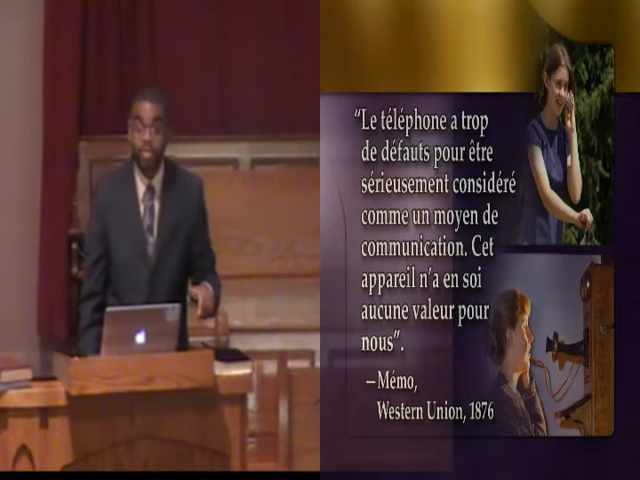 “Le téléphone a trop
de défauts pour être
sérieusement considéré
comme un moyen de
communication. Cet
appareil n’a en soi
aucune valeur pour
nous”.
–Mémo,
Western Union, 1876